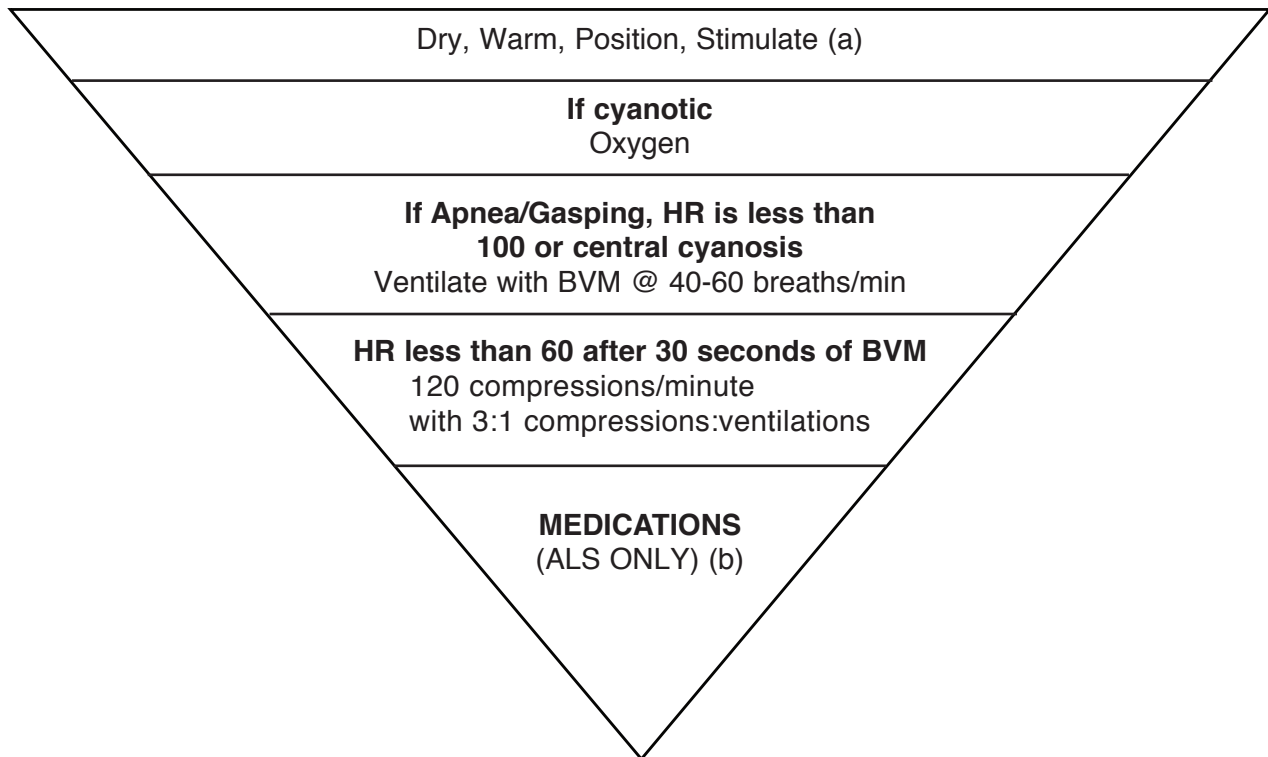 Dry, Warm, Position, Stimulate (a)
If cyanotic
Oxygen
If Apnea/Gasping, HR is less than
100 or central cyanosis
Ventilate with BVM @ 40-60 breaths/min
HR less than 60 after 30 seconds of BVM
120 compressions/minute
with 3:1 compressions:ventilations
MEDICATIONS
(ALS ONLY) (b)